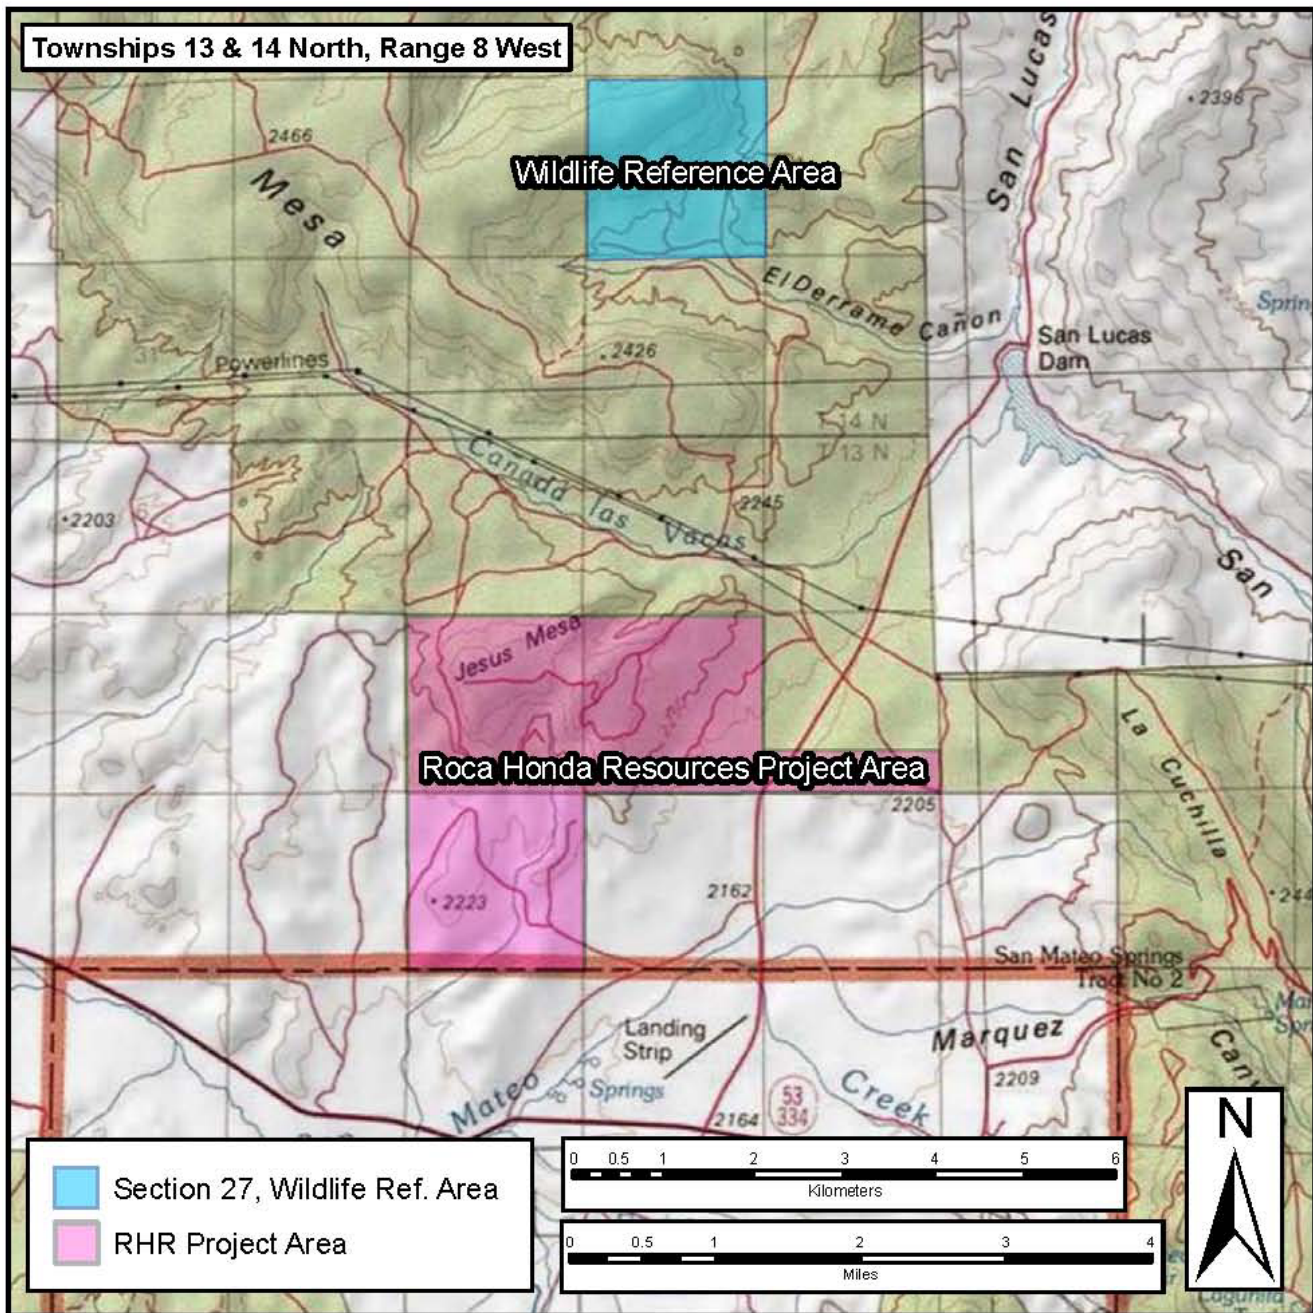 Townships 13 & 14 North, Range 8 West
San Lucas
2396
2466
Mesa
Wildlife Reference Area
El Derrame Cañon
San Lucas
Dam
31
Powerlines
2426
T 14 N
T 13 N
Canada las Vacas
2245
2203
6
San
Jesus Mesa
La Cuchilla
Roca Honda Resources Project Area
2205
2223
2162
San Mateo Springs
Tract No 2
Landing
Strip
Marquez
Mateo
Springs
2209
53
334
Creek
2164
N
Section 27, Wildlife Ref. Area
RHR Project Area
0 0.5 1 2 3 4 5 6
Kilometers
0 0.5 1 2 3 4
Miles